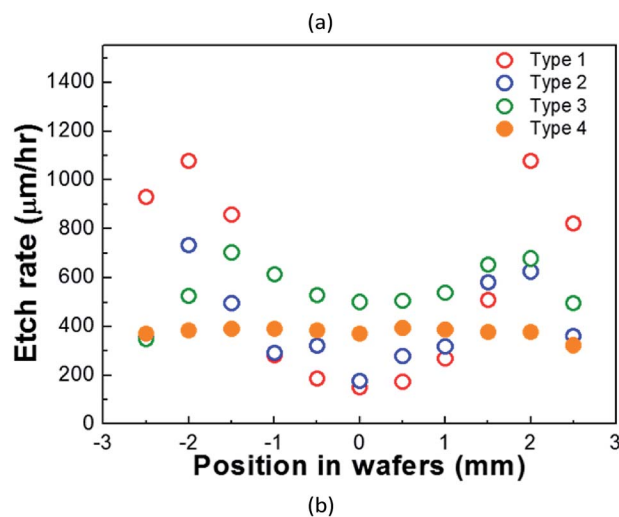 (a)
1400
1200
1000
800
600
400
200
0
Etch rate (μm/hr)
Type 1
Type 2
Type 3
Type 4
-3 -2 -1 0 1 2 3
Position in wafers (mm)
(b)